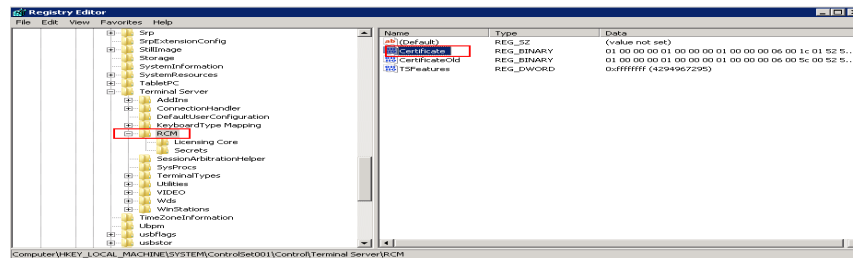 Registry Editor
File Edit View Favorites Help
Srp
SrpExtensionConfig
StillImage
Storage
SystemInformation
SystemResources
TabletPC
Terminal Server
AddIns
ConnectionHandler
DefaultUserConfiguration
KeyboardType Mapping
RCM
Licensing Core
Secrets
SessionArbitrationHelper
SysProcs
TerminalTypes
Utilities
VIDEO
Wds
WinStations
TimeZoneInformation
Ubpm
usbflags
usbstor
Name Type Data
(Default) REG_SZ (value not set)
Certificate REG_BINARY 01 00 00 00 01 00 00 00 01 00 00 00 06 00 1c 01 52 5...
CertificateOld REG_BINARY 01 00 00 00 01 00 00 00 01 00 00 00 06 00 5c 00 52 5...
TSFeatures REG_DWORD 0xffffffff (4294967295)
Computer\HKEY_LOCAL_MACHINE\SYSTEM\ControlSet001\Control\Terminal Server\RCM